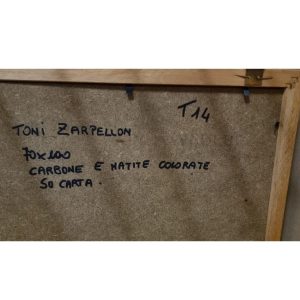 T14
TONI ZARPELLON
70x100
CARBONE E MATITE COLORATE
SU CARTA.